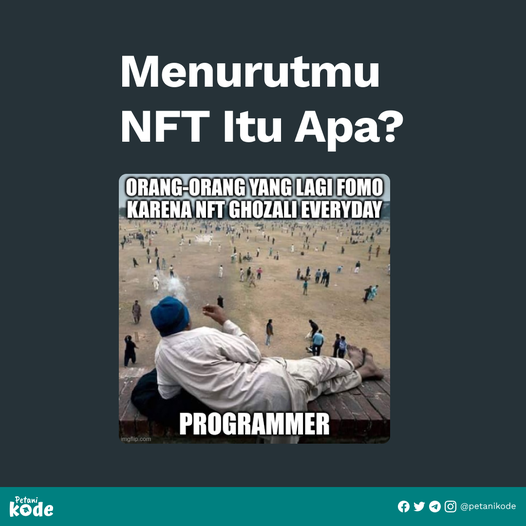 Menurutmu
NFT Itu Apa?
ORANG-ORANG YANG LAGI FOMO
KARENA NFT GHOZALI EVERYDAY
PROGRAMMER
imgflip.com
Petani
Kode
@petanikode